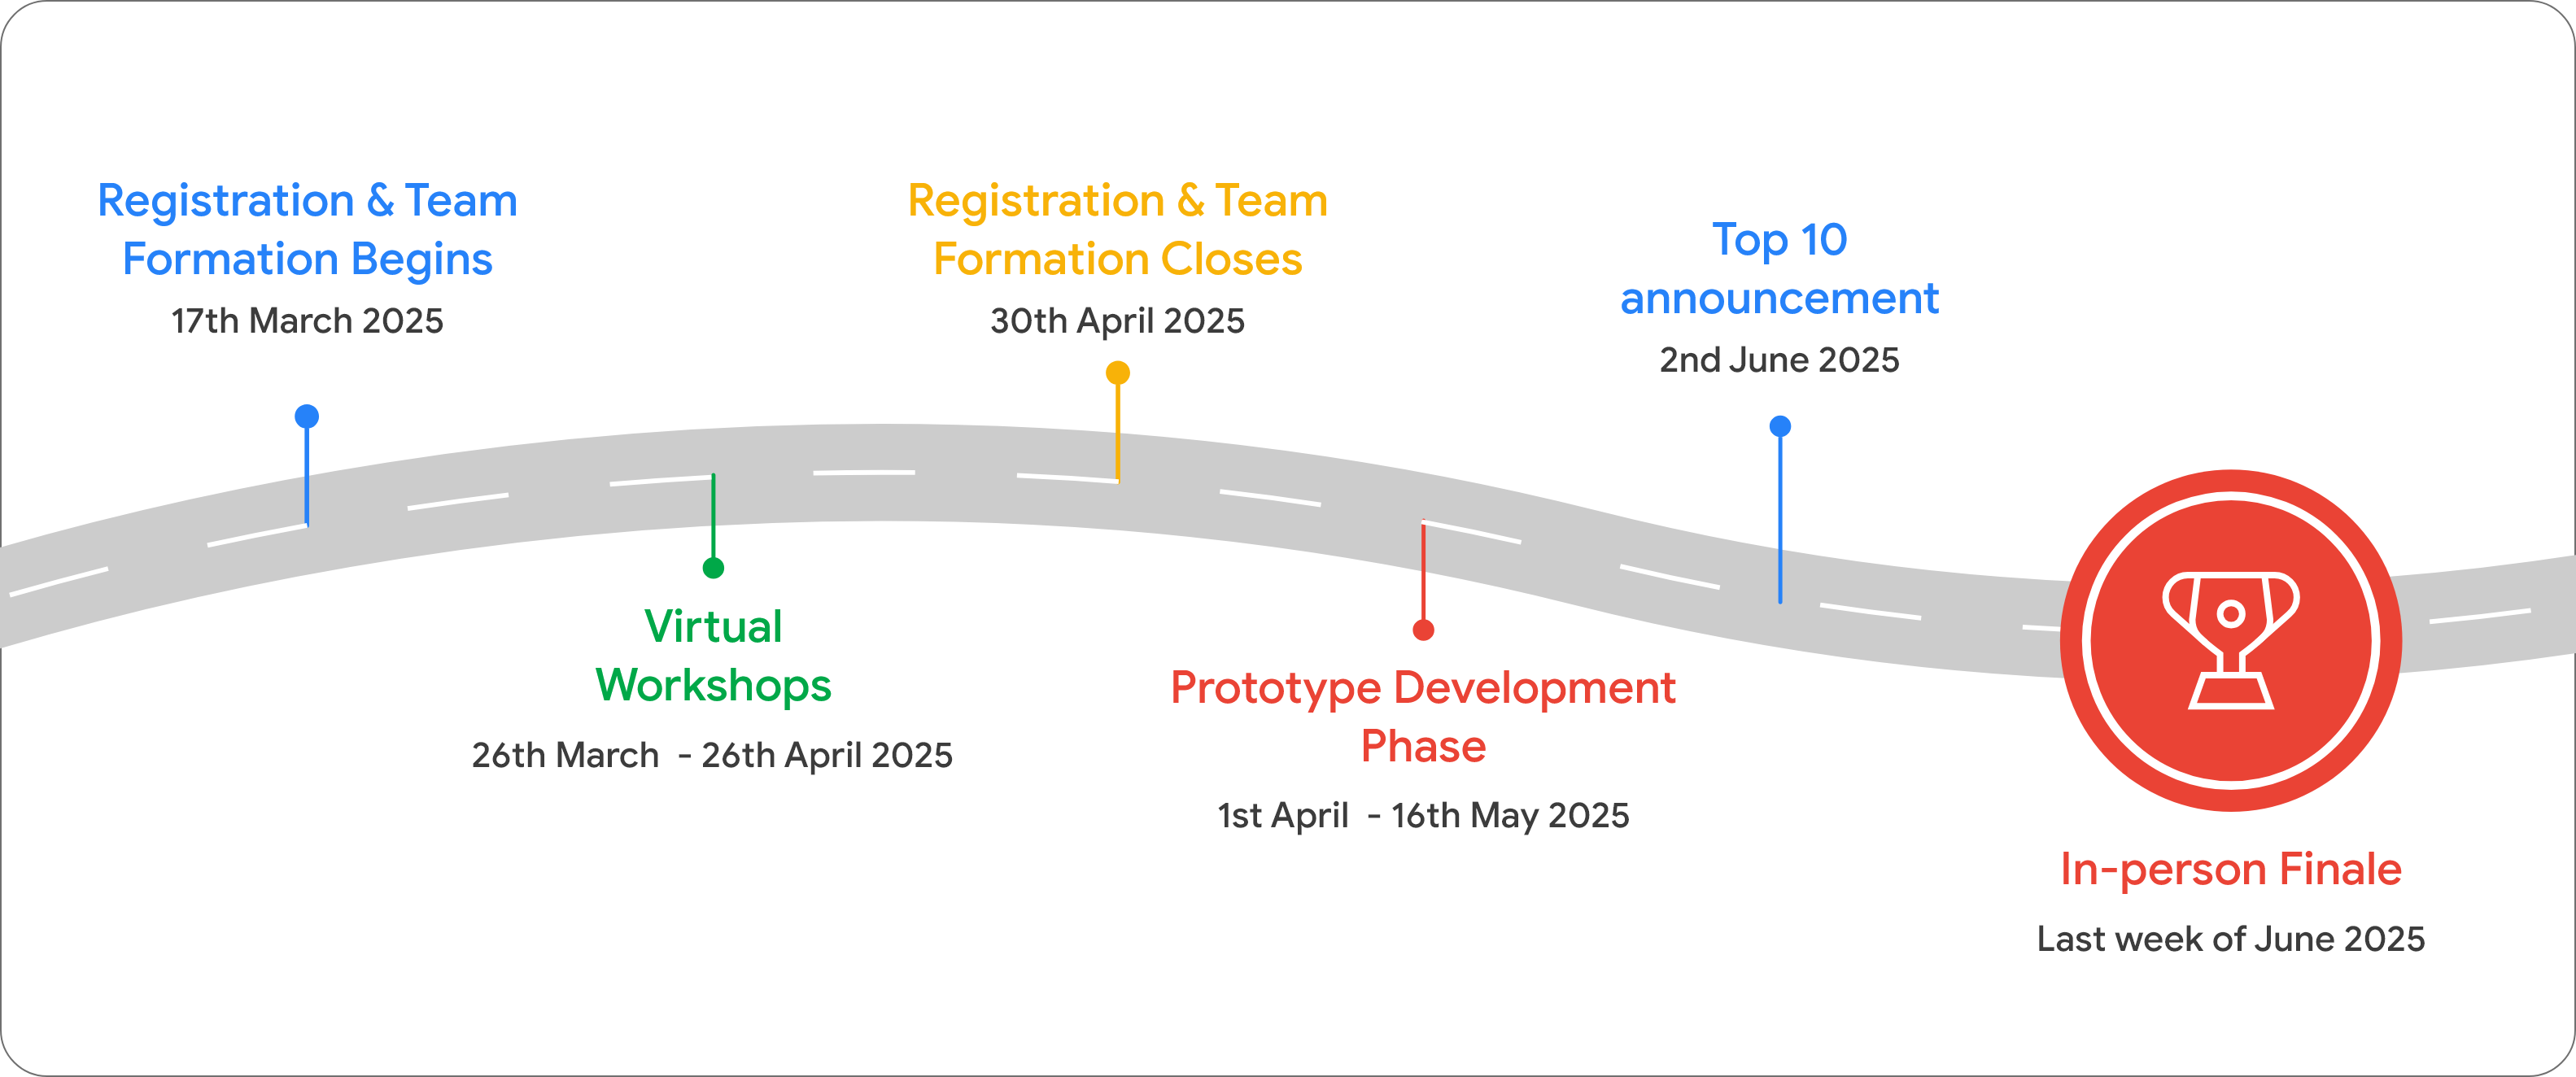 Registration & Team
Formation Begins
17th March 2025
Virtual
Workshops
26th March  - 26th April 2025
Registration & Team
Formation Closes
30th April 2025
Prototype Development
Phase
1st April  - 16th May 2025
Top 10
announcement
2nd June 2025
In-person Finale
Last week of June 2025